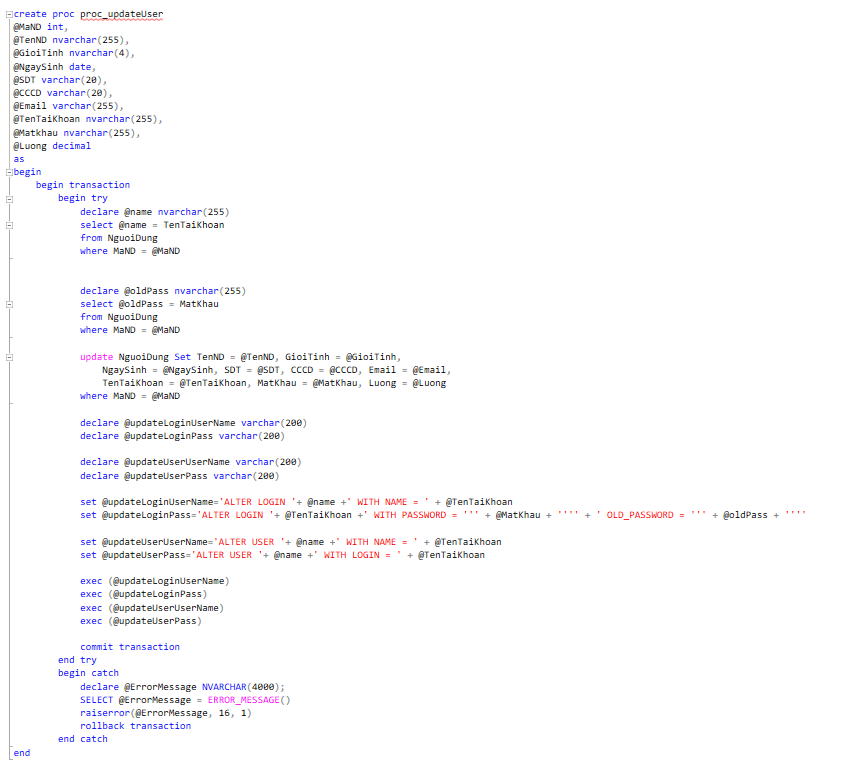 create proc proc_updateUser
@MaND int,
@TenND nvarchar(255),
@GioiTinh nvarchar(4),
@NgaySinh date,
@SDT varchar(20),
@CCCD varchar(20),
@Email varchar(255),
@TenTaiKhoan nvarchar(255),
@Matkhau nvarchar(255),
@Luong decimal
as
begin
begin transaction
begin try
declare @name nvarchar(255)
select @name = TenTaiKhoan
from NguoiDung
where MaND = @MaND
declare @oldPass nvarchar(255)
select @oldPass = MatKhau
from NguoiDung
where MaND = @MaND
update NguoiDung Set TenND = @TenND, GioiTinh = @GioiTinh,
NgaySinh = @NgaySinh, SDT = @SDT, CCCD = @CCCD, Email = @Email,
TenTaiKhoan = @TenTaiKhoan, MatKhau = @MatKhau, Luong = @Luong
where MaND = @MaND
declare @updateLoginUserName varchar(200)
declare @updateLoginPass varchar(200)
declare @updateUserUserName varchar(200)
declare @updateUserPass varchar(200)
set @updateLoginUserName='ALTER LOGIN '+ @name +' WITH NAME = ' + @TenTaiKhoan
set @updateLoginPass='ALTER LOGIN '+ @TenTaiKhoan +' WITH PASSWORD = ''' + @MatKhau + '''' + ' OLD_PASSWORD = ''' + @oldPass + ''''
set @updateUserUserName='ALTER USER '+ @name +' WITH NAME = ' + @TenTaiKhoan
set @updateUserPass='ALTER USER '+ @name +' WITH LOGIN = ' + @TenTaiKhoan
exec (@updateLoginUserName)
exec (@updateLoginPass)
exec (@updateUserUserName)
exec (@updateUserPass)
commit transaction
end try
begin catch
declare @ErrorMessage NVARCHAR(4000);
SELECT @ErrorMessage = ERROR_MESSAGE()
raiserror(@ErrorMessage, 16, 1)
rollback transaction
end catch
end